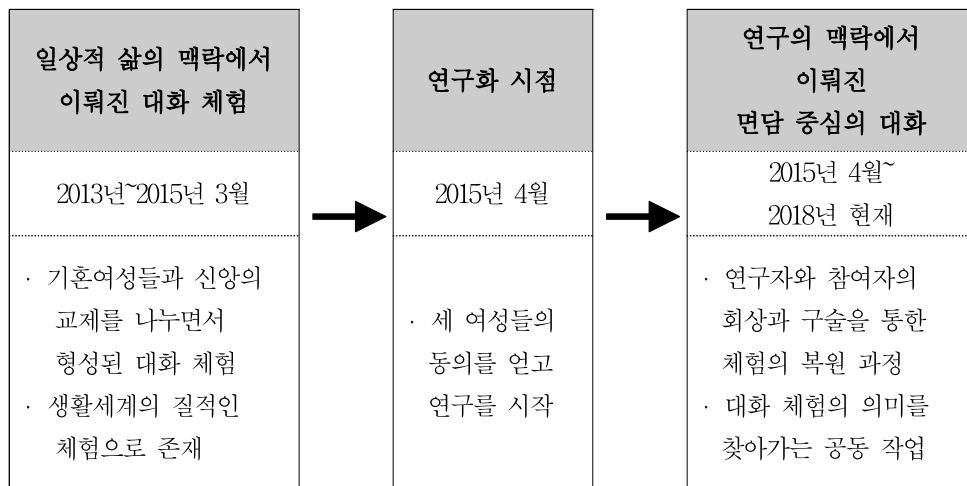 일상적 삶의 맥락에서
이뤄진 대화 체험
2013년~2015년 3월
· 기혼여성들과 신앙의
교제를 나누면서
형성된 대화 체험
· 생활세계의 질적인
체험으로 존재
연구화 시점
2015년 4월
· 세 여성들의
동의를 얻고
연구를 시작
연구의 맥락에서
이뤄진
면담 중심의 대화
2015년 4월~
2018년 현재
· 연구자와 참여자의
회상과 구술을 통한
체험의 복원 과정
· 대화 체험의 의미를
찾아가는 공동 작업